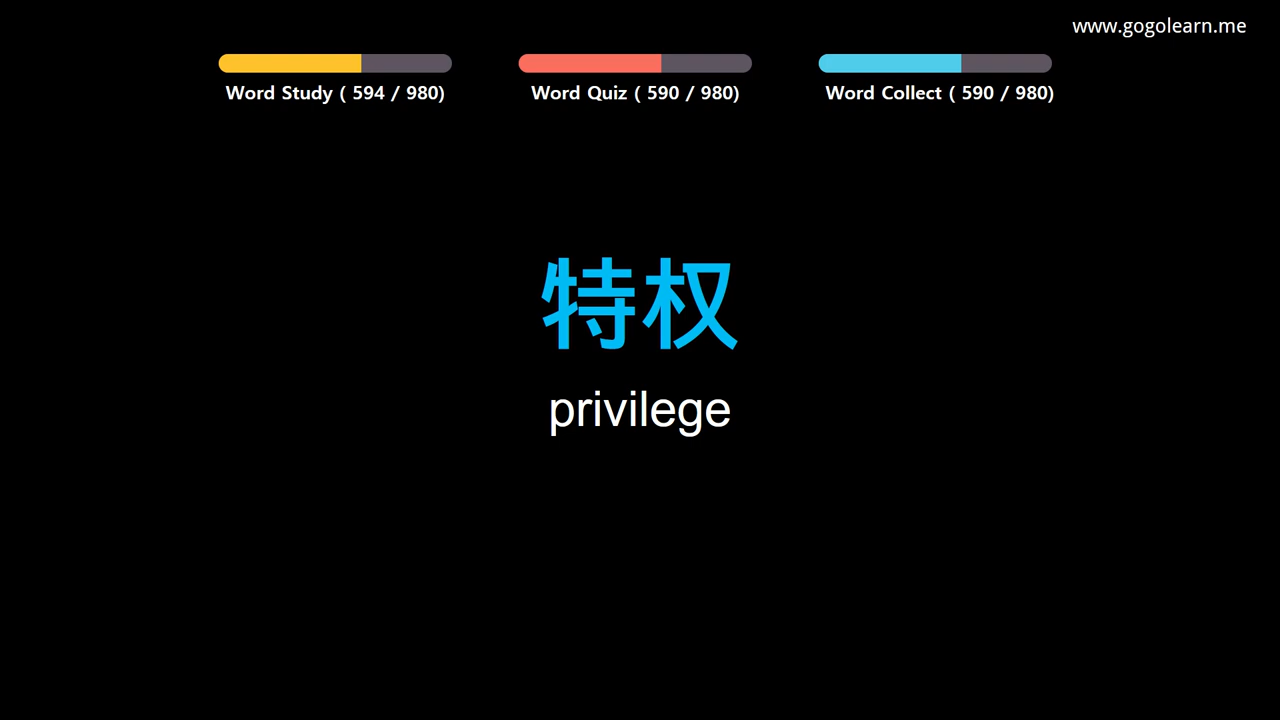 www.gogolearn.me
Word Study ( 594 / 980)
Word Quiz ( 590 / 980)
Word Collect ( 590 / 980)
特权
privilege